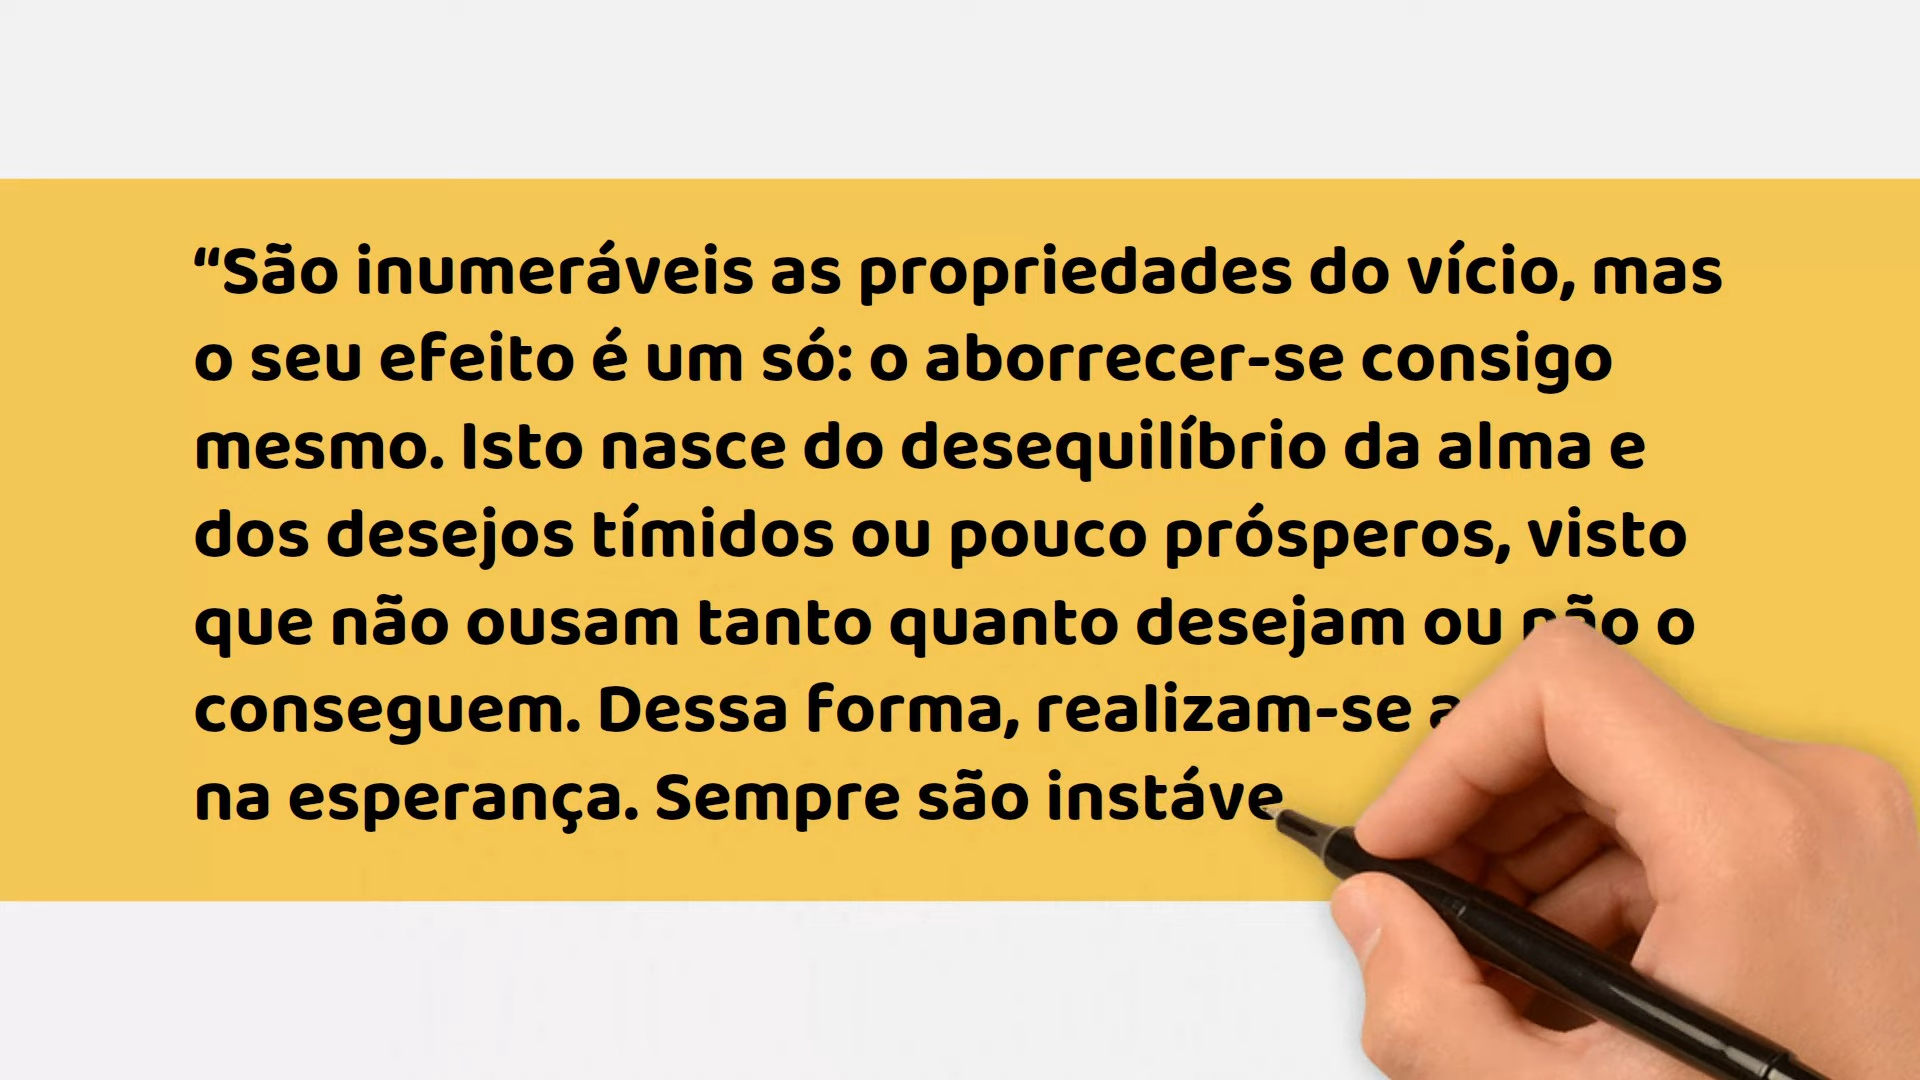 “São inumeráveis as propriedades do vício, mas
o seu efeito é um só: o aborrecer-se consigo
mesmo. Isto nasce do desequilíbrio da alma e
dos desejos tímidos ou pouco prósperos, visto
que não ousam tanto quanto desejam ou não o
conseguem. Dessa forma, realizam-se
na esperança. Sempre são instáve